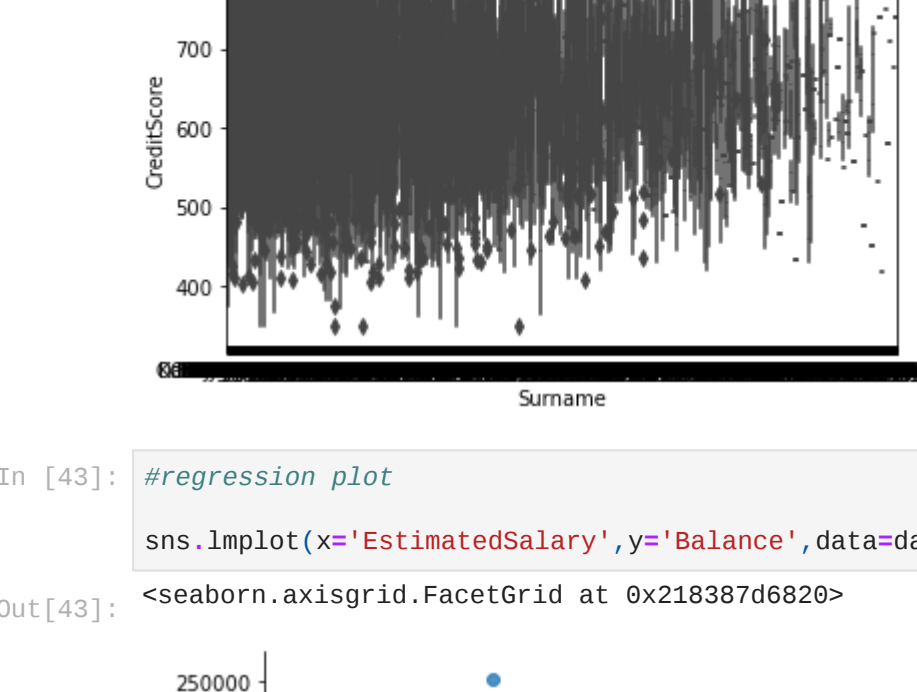 700
600
500
400
CreditScore
Surname
In [43]:
#regression plot
sns.lmplot(x='EstimatedSalary',y='Balance',data=da
Out[43]:
<seaborn.axisgrid.FacetGrid at 0x218387d6820>
250000